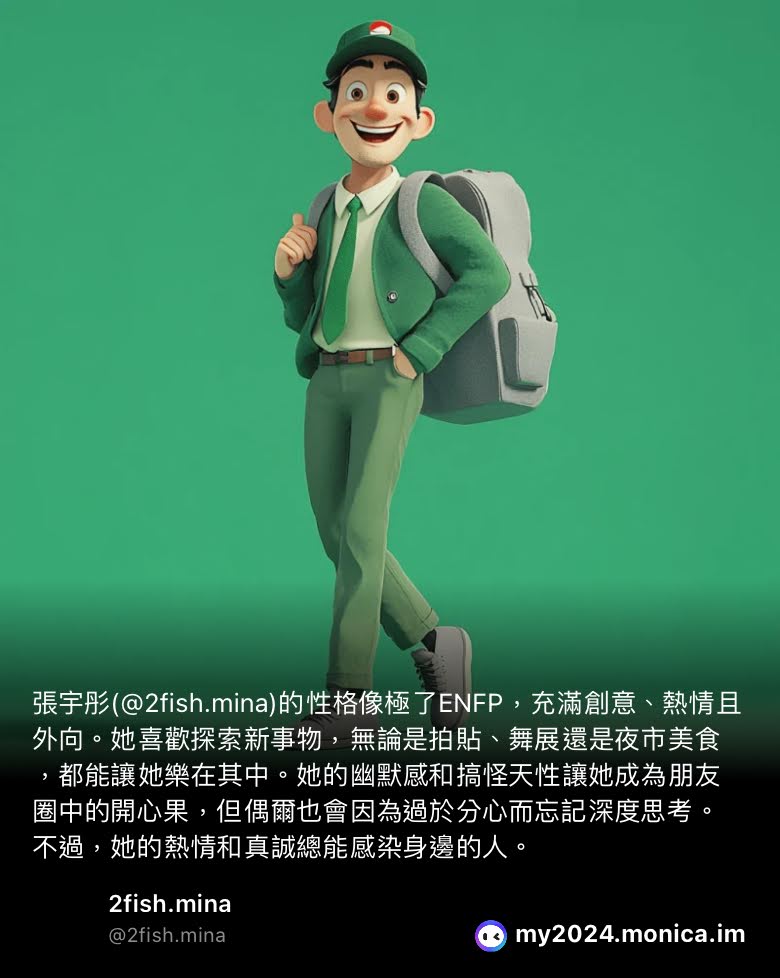 張宇彤(@2fish.mina)的性格像極了ENFP，充滿創意、熱情且
外向。她喜歡探索新事物，無論是拍貼、舞展還是夜市美食
，都能讓她樂在其中。她的幽默感和搞怪天性讓她成為朋友
圈中的開心果，但偶爾也會因為過於分心而忘記深度思考。
不過，她的熱情和真誠總能感染身邊的人。
2fish.mina
@2fish.mina
my2024.monica.im